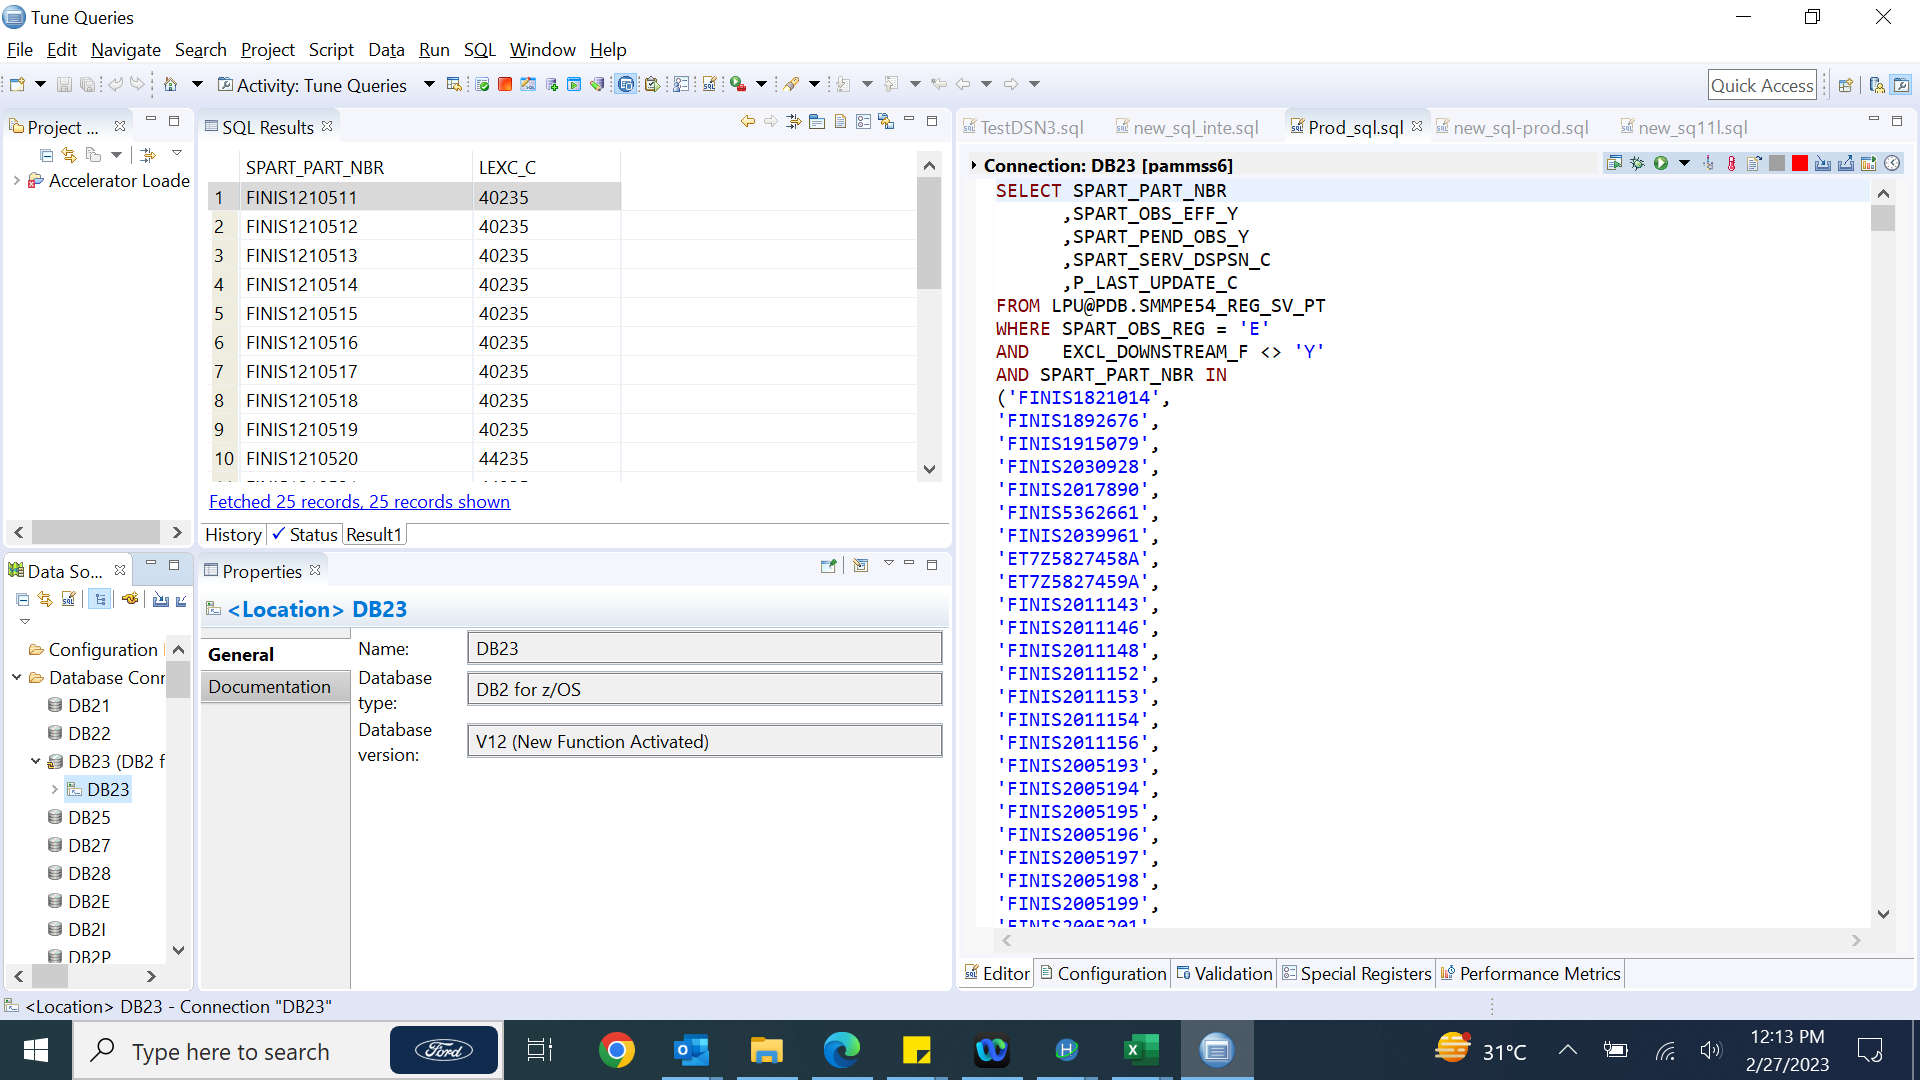 Tune Queries
File Edit Navigate Search Project Script Data Run SQL Window Help
Activity: Tune Queries
Quick Access
Project ...
Accelerator Loade
SQL Results
SPART_PART_NBR LEXC_C
1 FINIS1210511 40235
2 FINIS1210512 40235
3 FINIS1210513 40235
4 FINIS1210514 40235
5 FINIS1210515 40235
6 FINIS1210516 40235
7 FINIS1210517 40235
8 FINIS1210518 40235
9 FINIS1210519 40235
10 FINIS1210520 44235
Fetched 25 records, 25 records shown
History Status Result1
Data So...
Configuration
Database Conr
DB21
DB22
DB23 (DB2 f
DB23
DB25
DB27
DB28
DB2E
DB2I
DB2P
Properties
<Location> DB23
General
Documentation
Name: DB23
Database type: DB2 for z/OS
Database version: V12 (New Function Activated)
TestDSN3.sql new_sql_inte.sql Prod_sql.sql new_sql-prod.sql new_sq11l.sql
Connection: DB23 [pammss6]
SELECT SPART_PART_NBR
,SPART_OBS_EFF_Y
,SPART_PEND_OBS_Y
,SPART_SERV_DSPSN_C
,P_LAST_UPDATE_C
FROM LPU@PDB.SMMPE54_REG_SV_PT
WHERE SPART_OBS_REG = 'E'
AND EXCL_DOWNSTREAM_F <> 'Y'
AND SPART_PART_NBR IN
('FINIS1821014',
'FINIS1892676',
'FINIS1915079',
'FINIS2030928',
'FINIS2017890',
'FINIS5362661',
'FINIS2039961',
'ET7Z5827458A',
'ET7Z5827459A',
'FINIS2011143',
'FINIS2011146',
'FINIS2011148',
'FINIS2011152',
'FINIS2011153',
'FINIS2011154',
'FINIS2011156',
'FINIS2005193',
'FINIS2005194',
'FINIS2005195',
'FINIS2005196',
'FINIS2005197',
'FINIS2005198',
'FINIS2005199',
'FINIS2005201',
Editor Configuration Validation Special Registers Performance Metrics
<Location> DB23 - Connection "DB23"
Type here to search
Ford
31°C
12:13 PM
2/27/2023